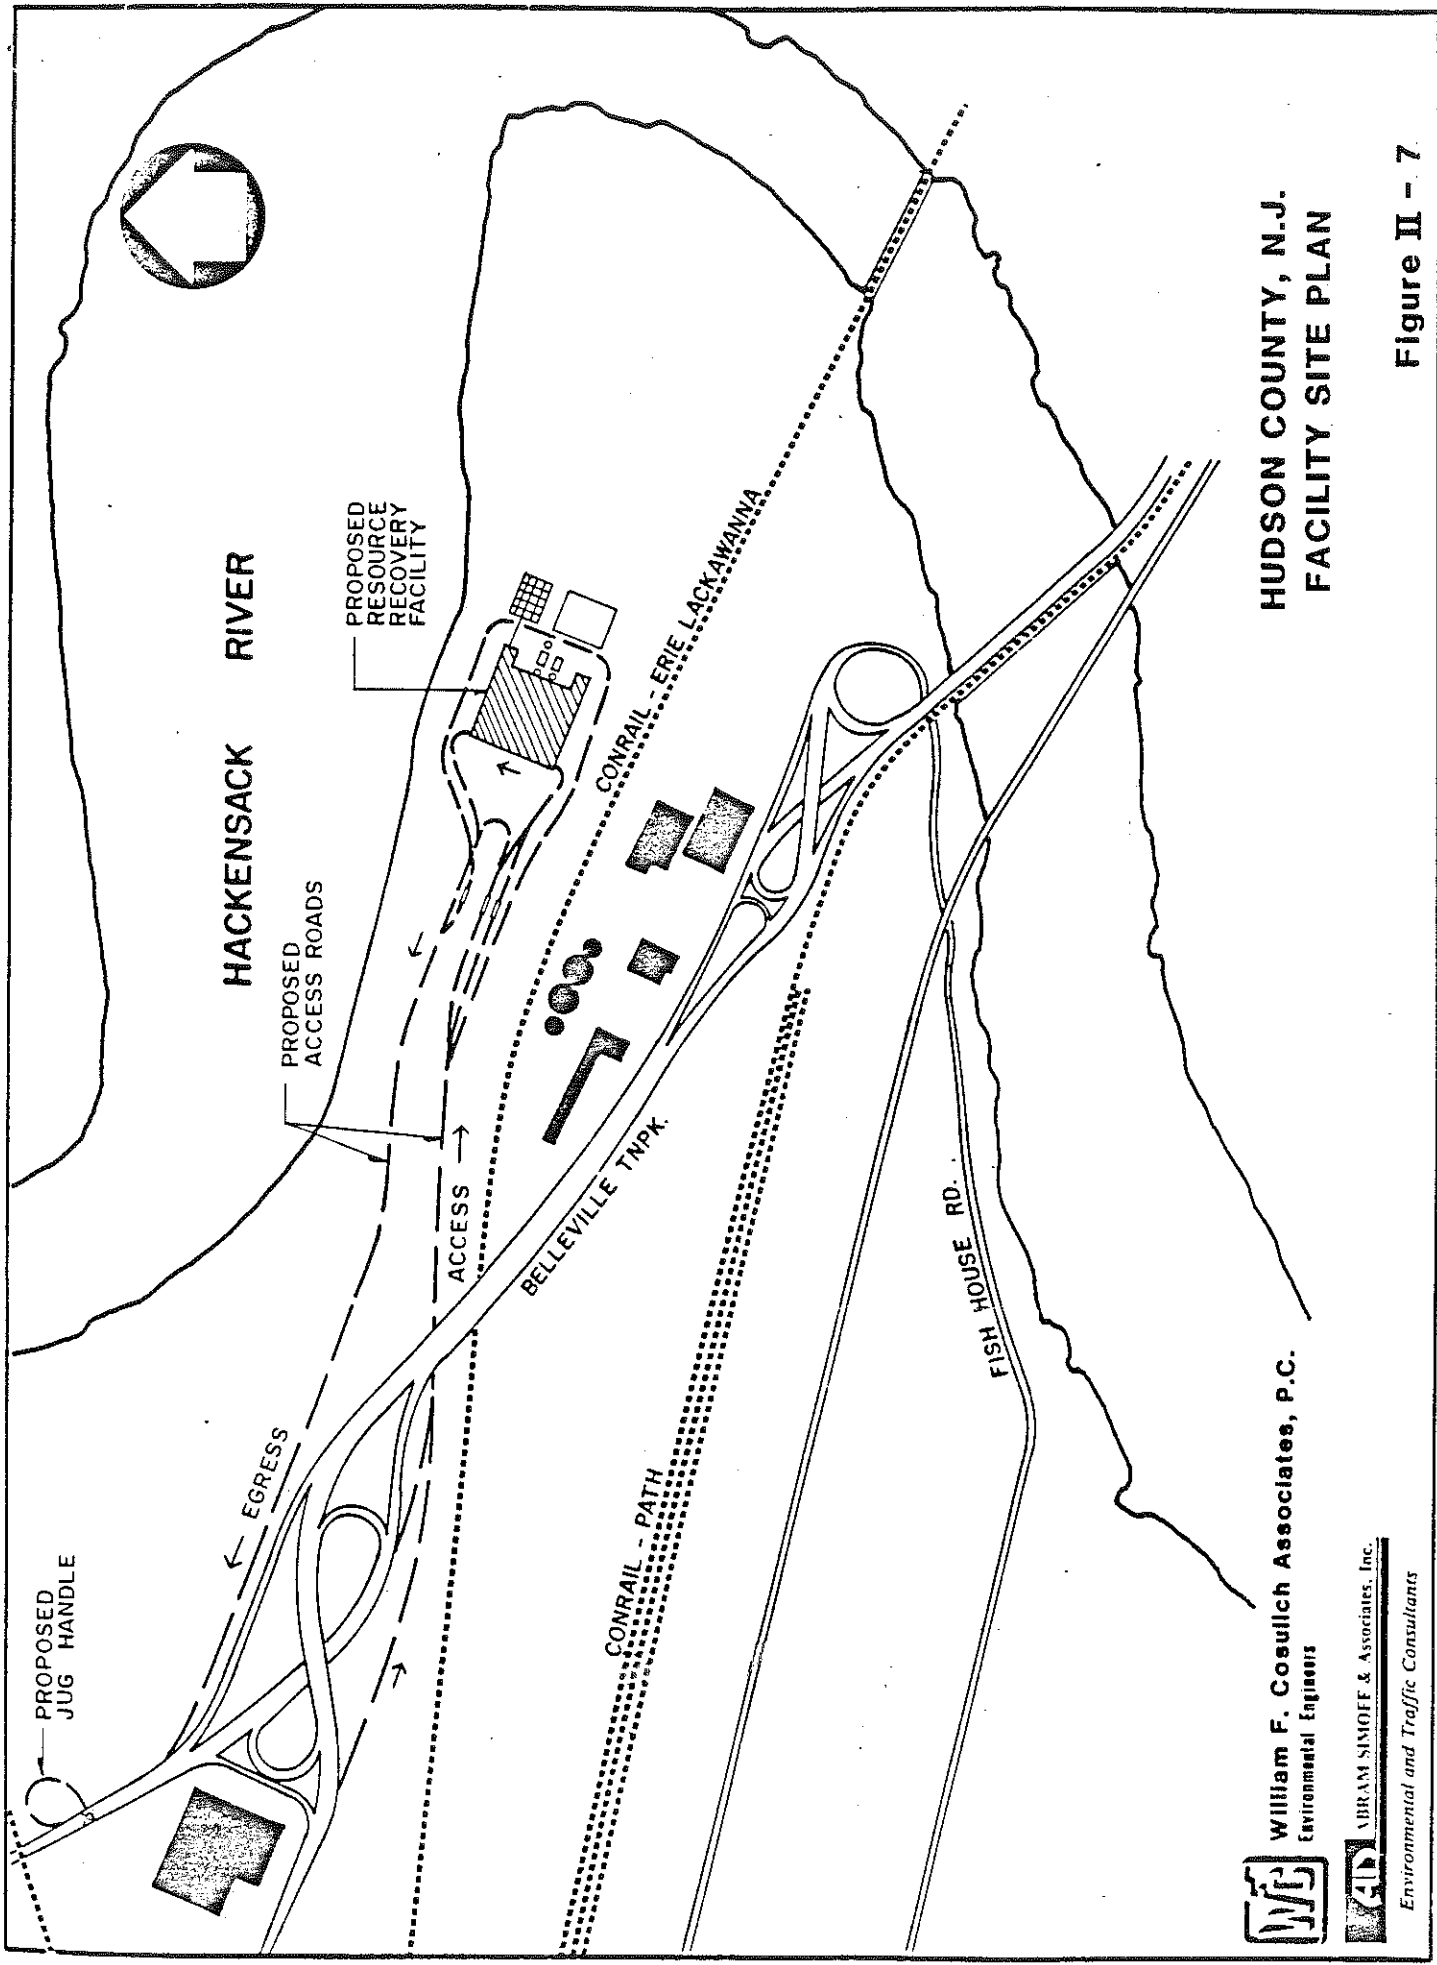 PROPOSED
JUG HANDLE
← EGRESS
HACKENSACK RIVER
PROPOSED
ACCESS ROADS
PROPOSED
RESOURCE
RECOVERY
FACILITY
ACCESS →
CONRAIL - ERIE LACKAWANNA
BELLEVILLE TNPK.
CONRAIL - PATH
FISH HOUSE RD.
HUDSON COUNTY, N.J.
FACILITY SITE PLAN
Figure II - 7
William F. Cosulich Associates, P.C.
Environmental Engineers
ABRAM SIMOFF & Associates, Inc.
Environmental and Traffic Consultants